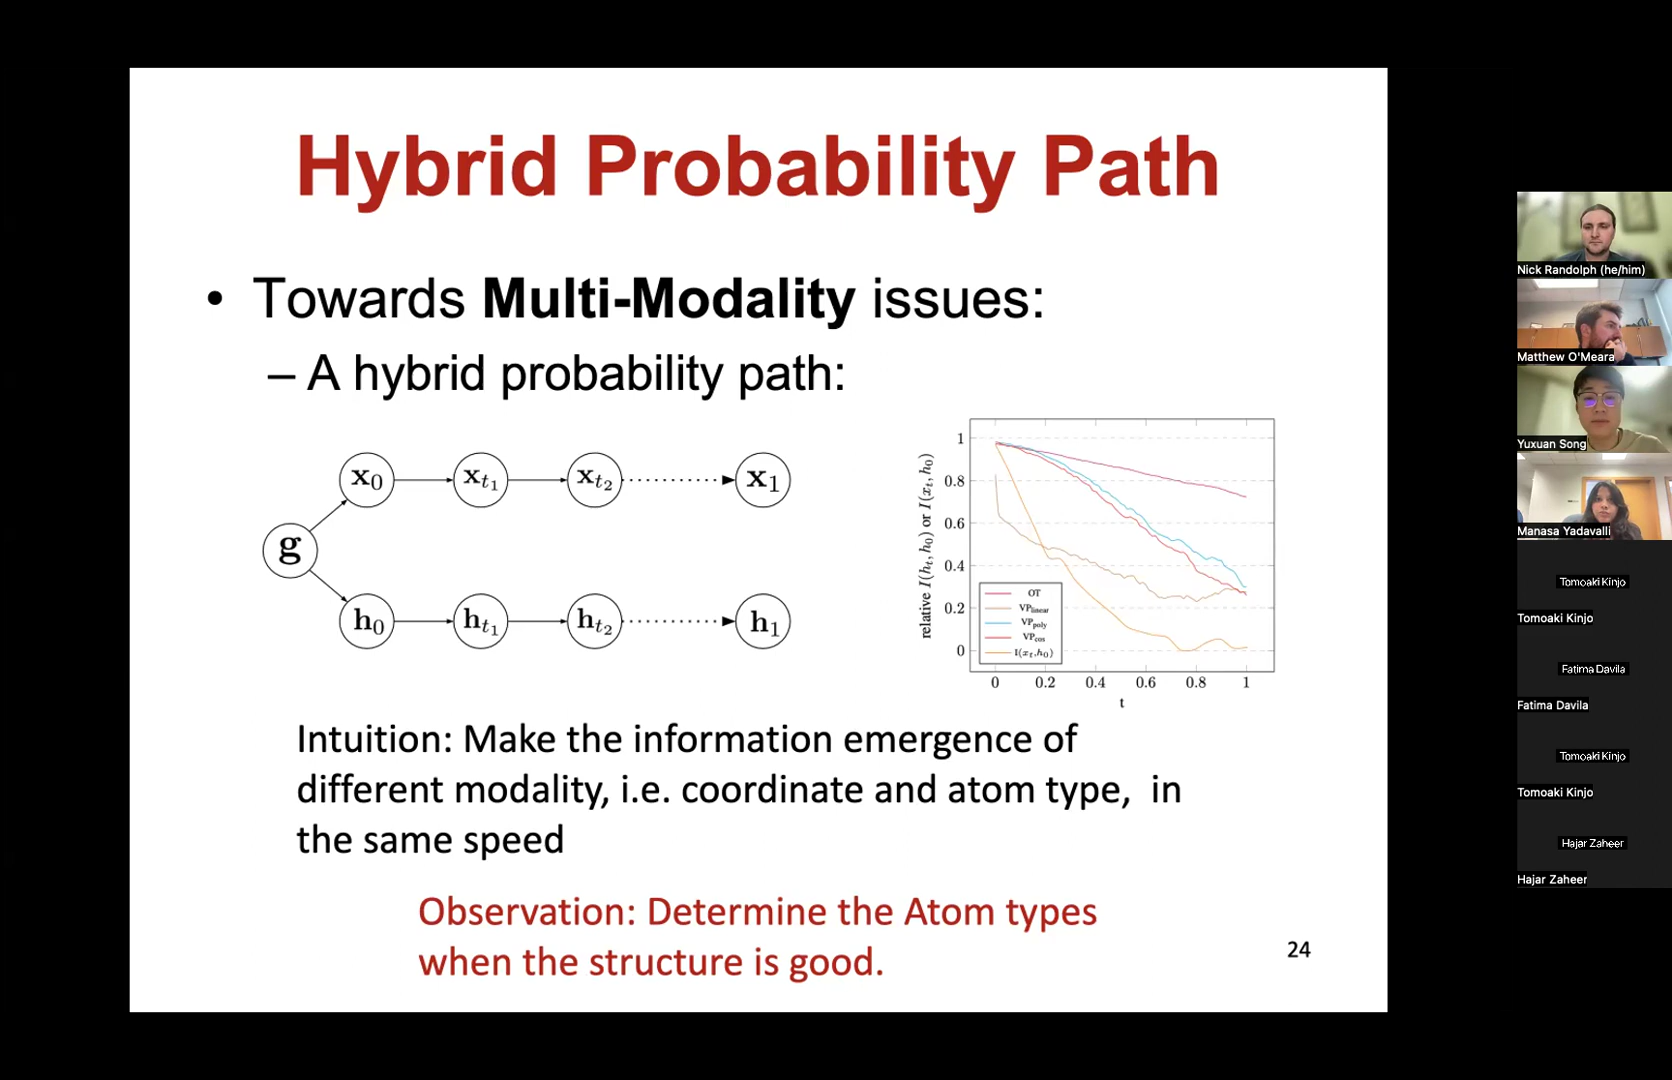 Hybrid Probability Path
• Towards Multi-Modality issues:
– A hybrid probability path:
x0
xt1
xt2
x1
g
h0
ht1
ht2
h1
relative I(ht, h0) or I(xt, h0)
1
0.8
0.6
0.4
0.2
0
OT
VPlinear
VPpoly
VPcos
I(xt,h0)
0 0.2 0.4 0.6 0.8 1
t
Intuition: Make the information emergence of
different modality, i.e. coordinate and atom type, in
the same speed
Observation: Determine the Atom types
when the structure is good.
24
Nick Randolph (he/him)
Matthew O'Meara
Yuxuan Song
Manasa Yadavalli
Tomoaki Kinjo
Tomoaki Kinjo
Fatima Davila
Fatima Davila
Tomoaki Kinjo
Tomoaki Kinjo
Hajar Zaheer
Hajar Zaheer